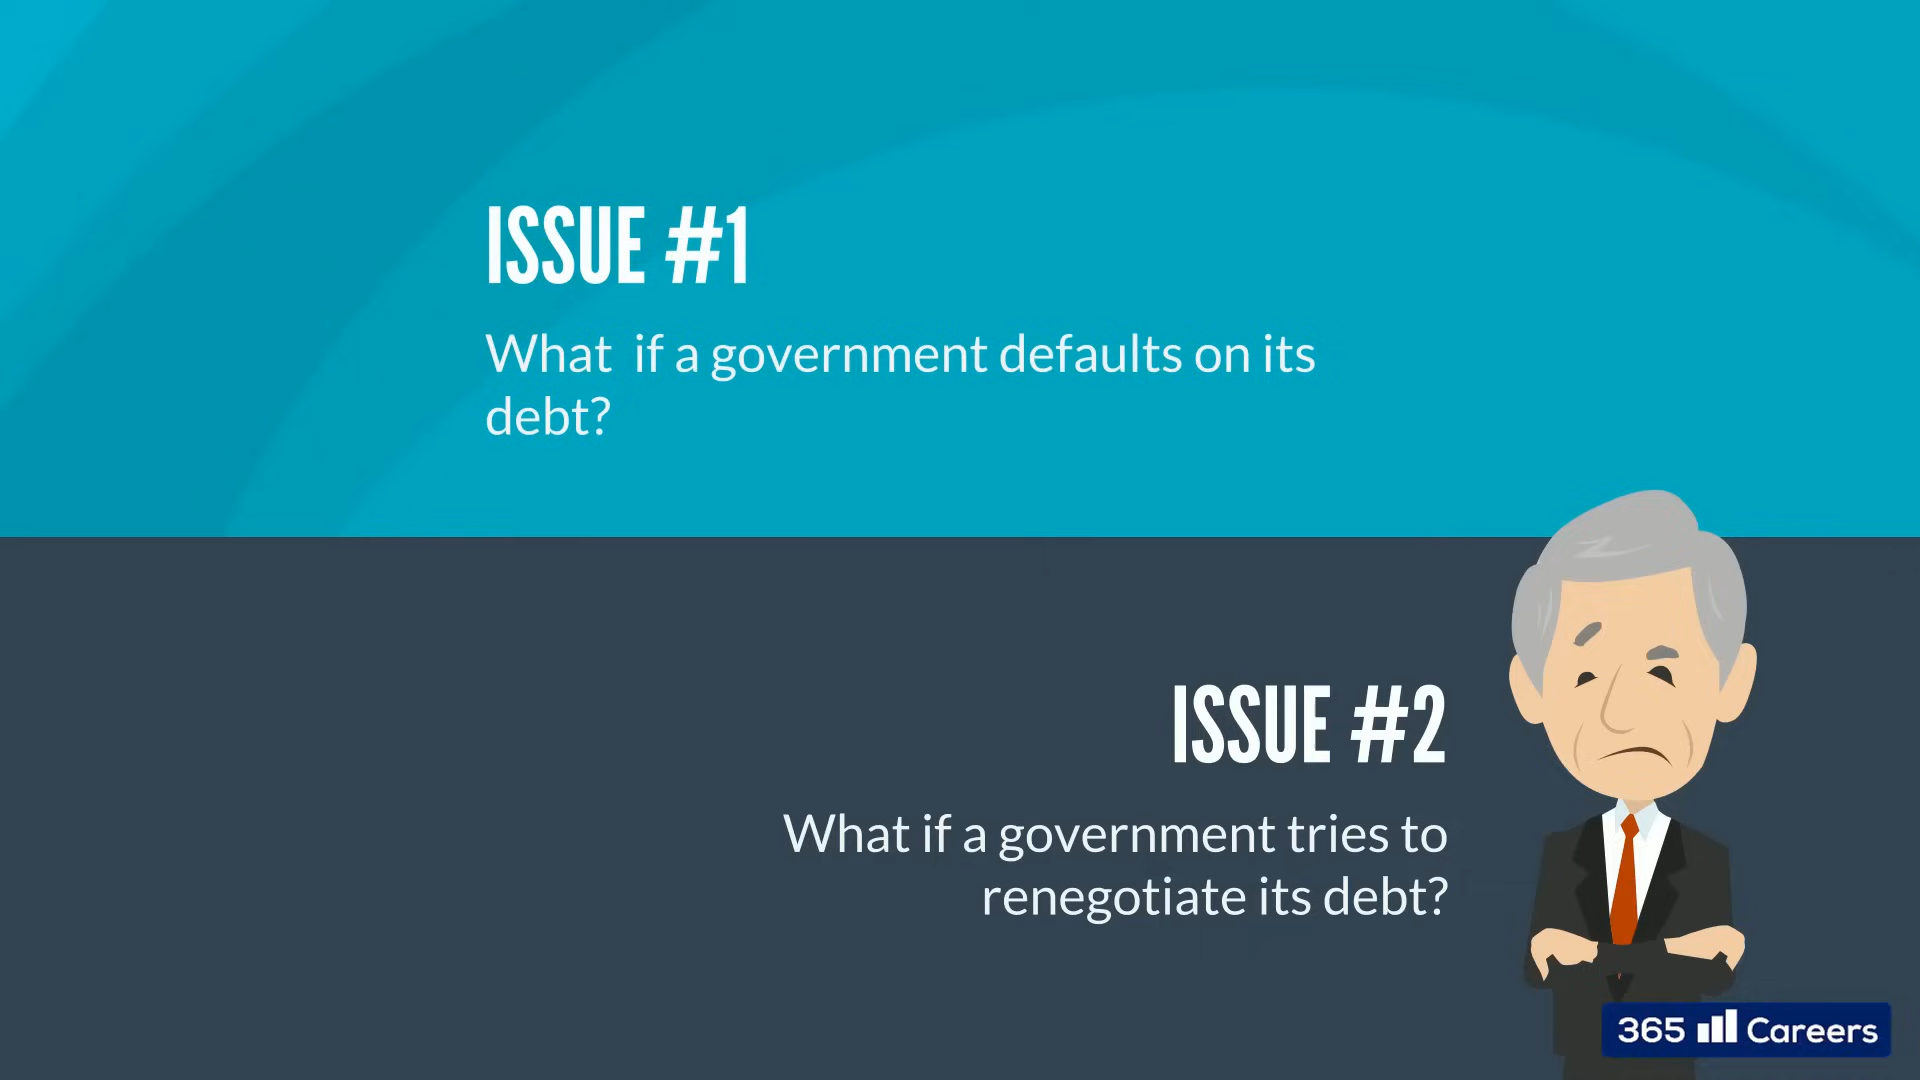 ISSUE #1
What  if a government defaults on its
debt?
ISSUE #2
What if a government tries to
renegotiate its debt?
365 Careers